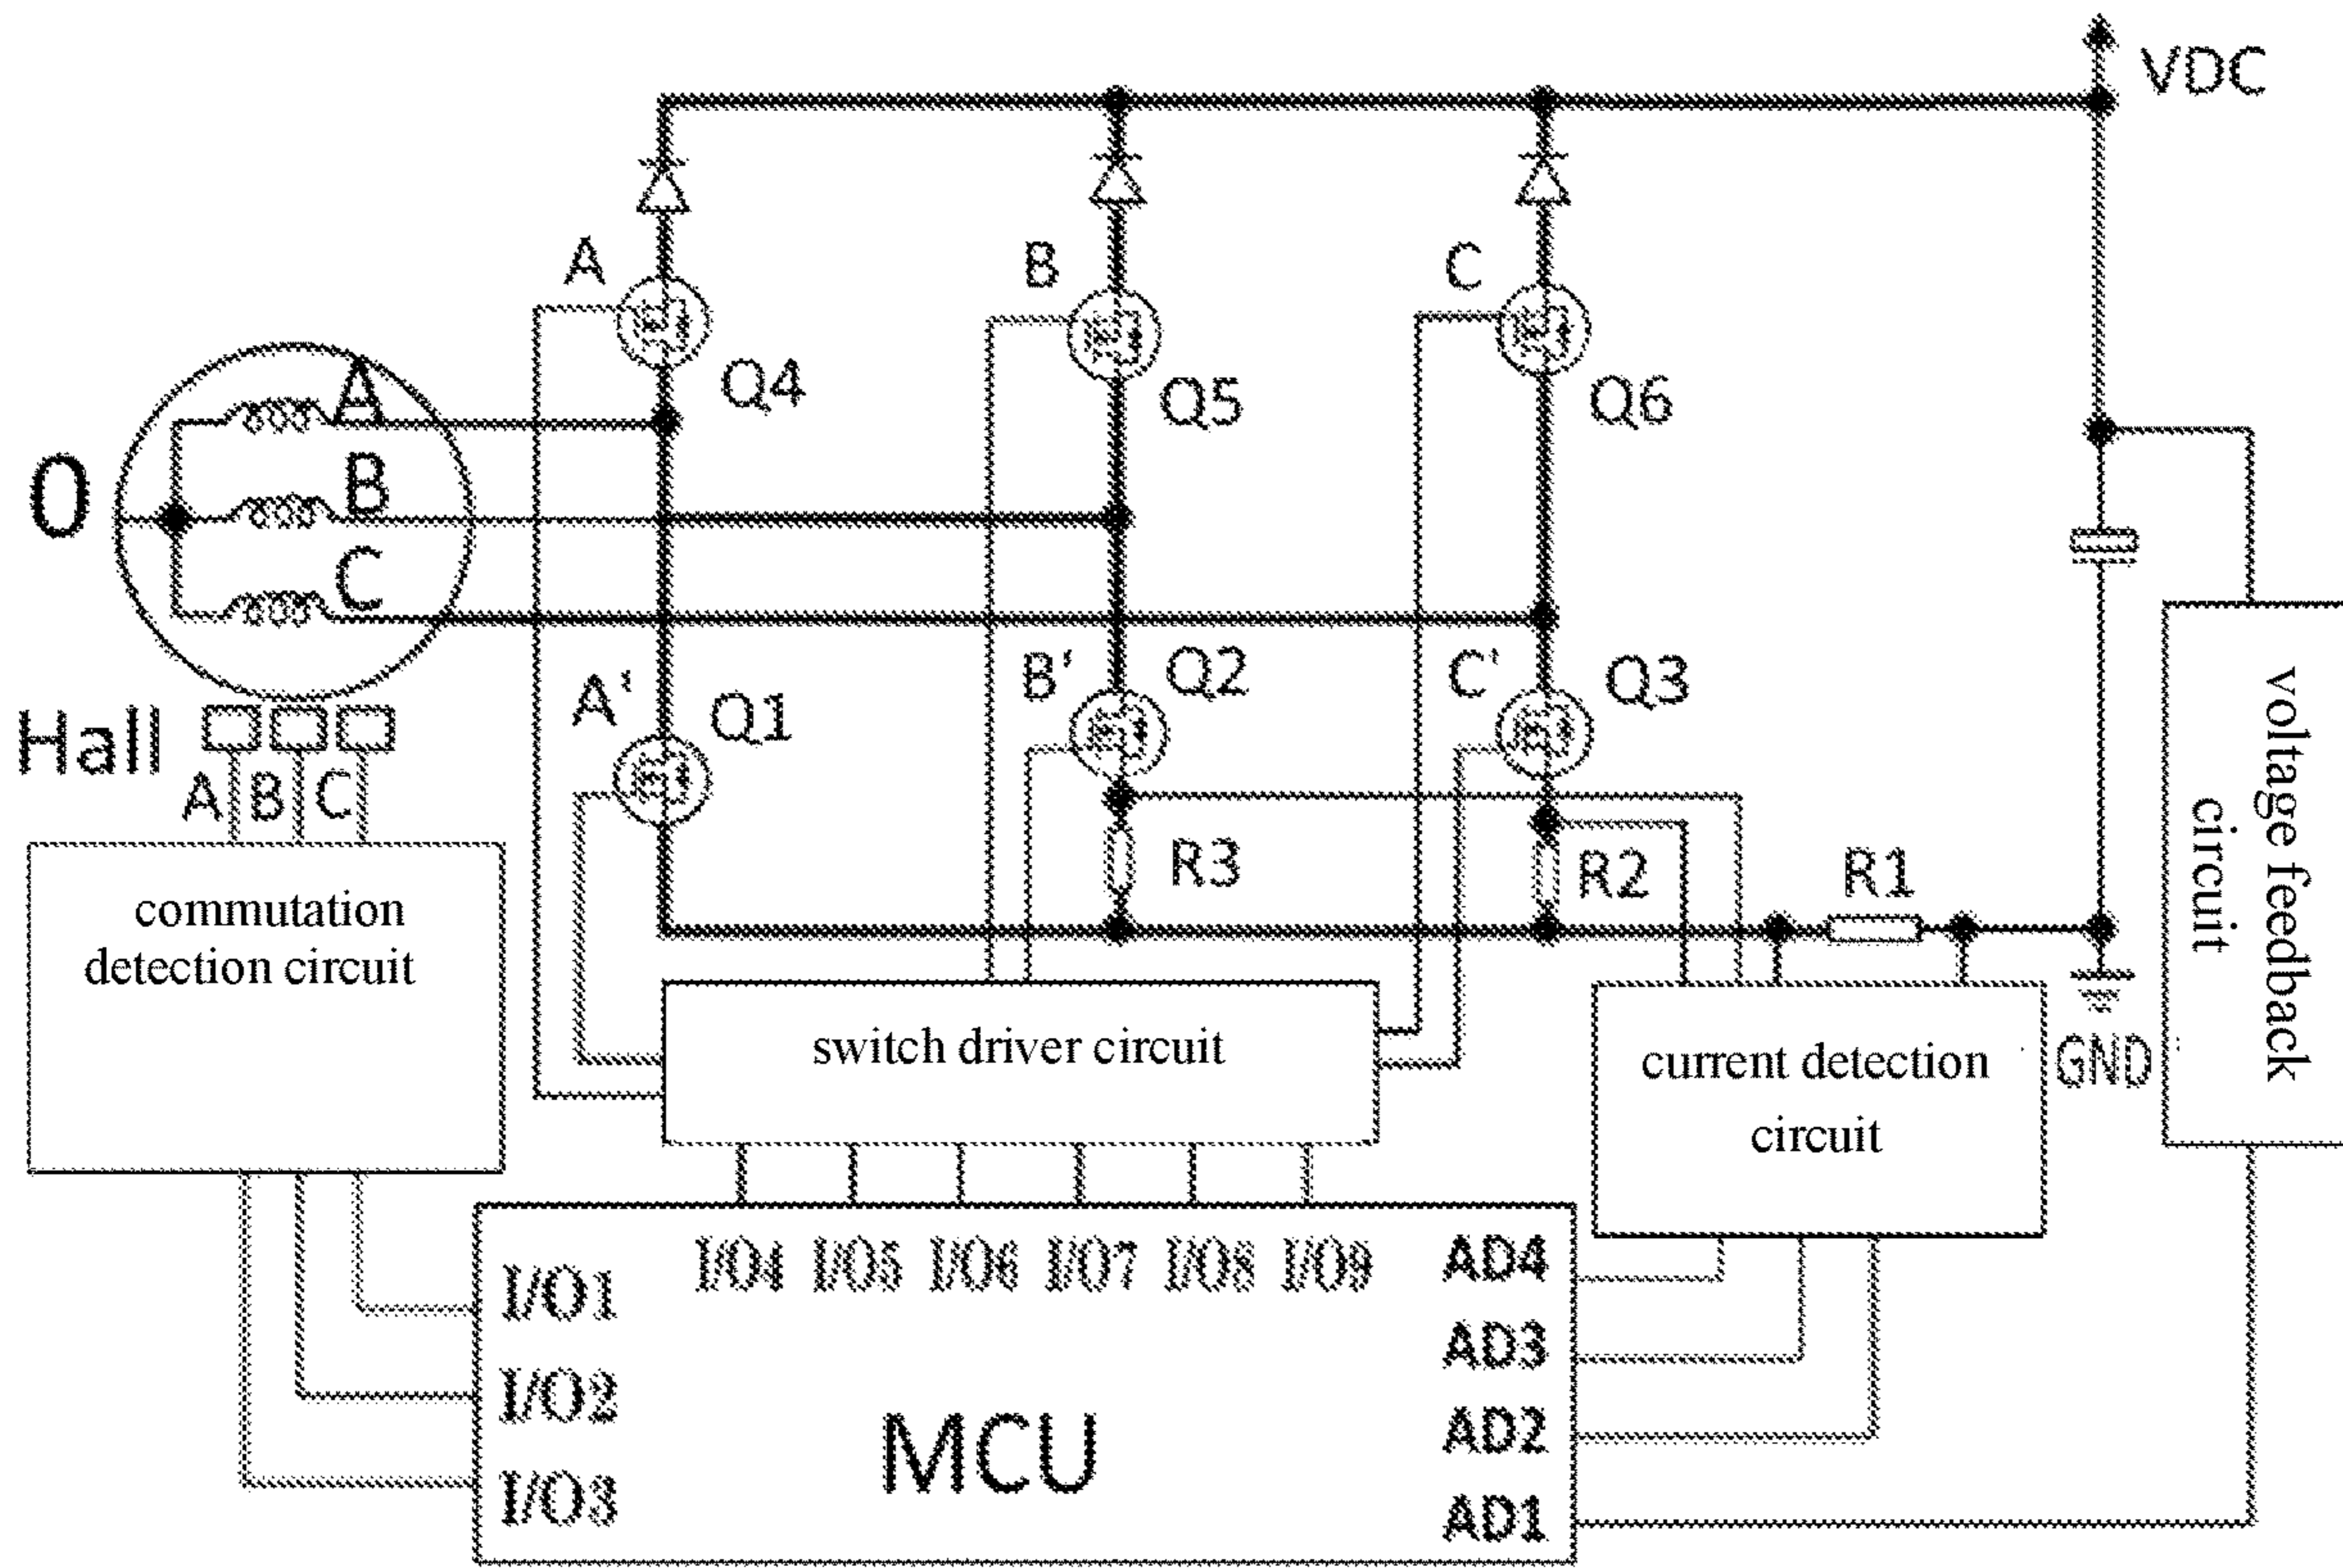 VDC
A
B
C
Q4
Q5
Q6
A
0
B
C
A'
Q1
B'
Q2
C'
Q3
Hall
A B C
R3
R2
R1
voltage feedback
circuit
commutation
detection circuit
switch driver circuit
current detection
circuit
GND
I/O4 I/O5 I/O6 I/O7 I/O8 I/O9
AD4
I/O1
AD3
I/O2
AD2
MCU
I/O3
AD1